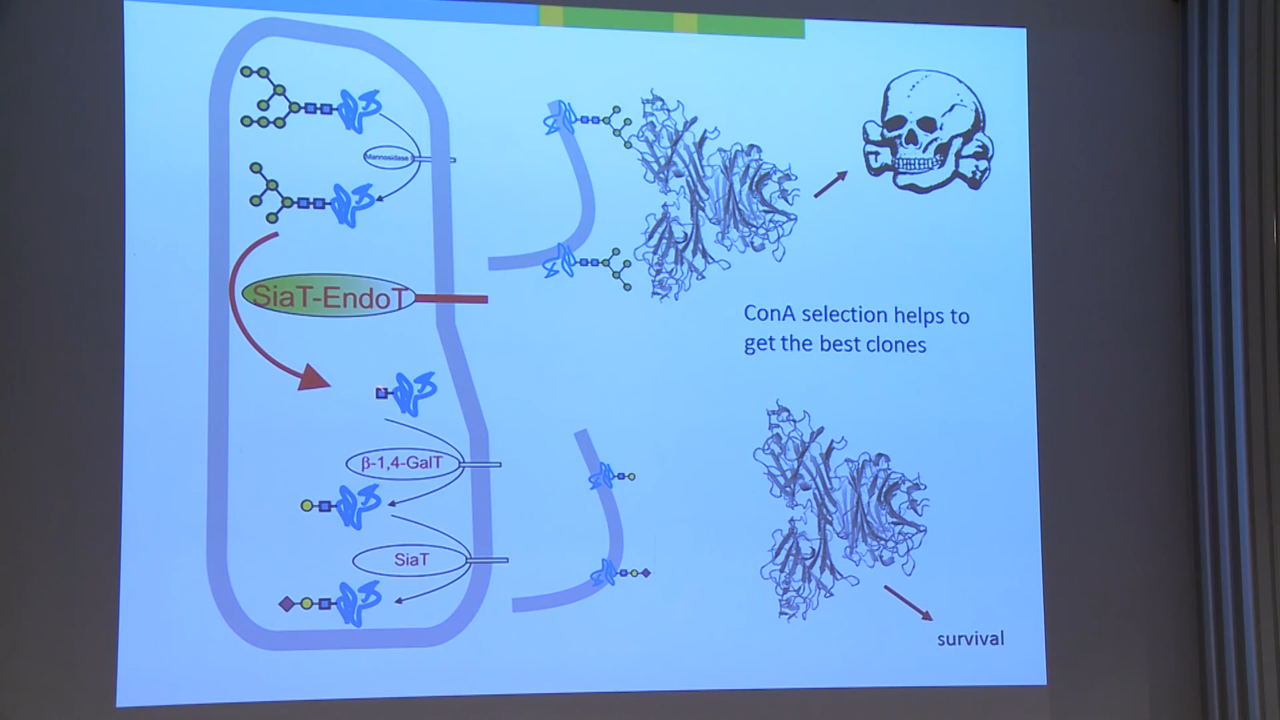 Mannosidase
SiaT-EndoT
β-1,4-GalT
SiaT
ConA selection helps to
get the best clones
survival